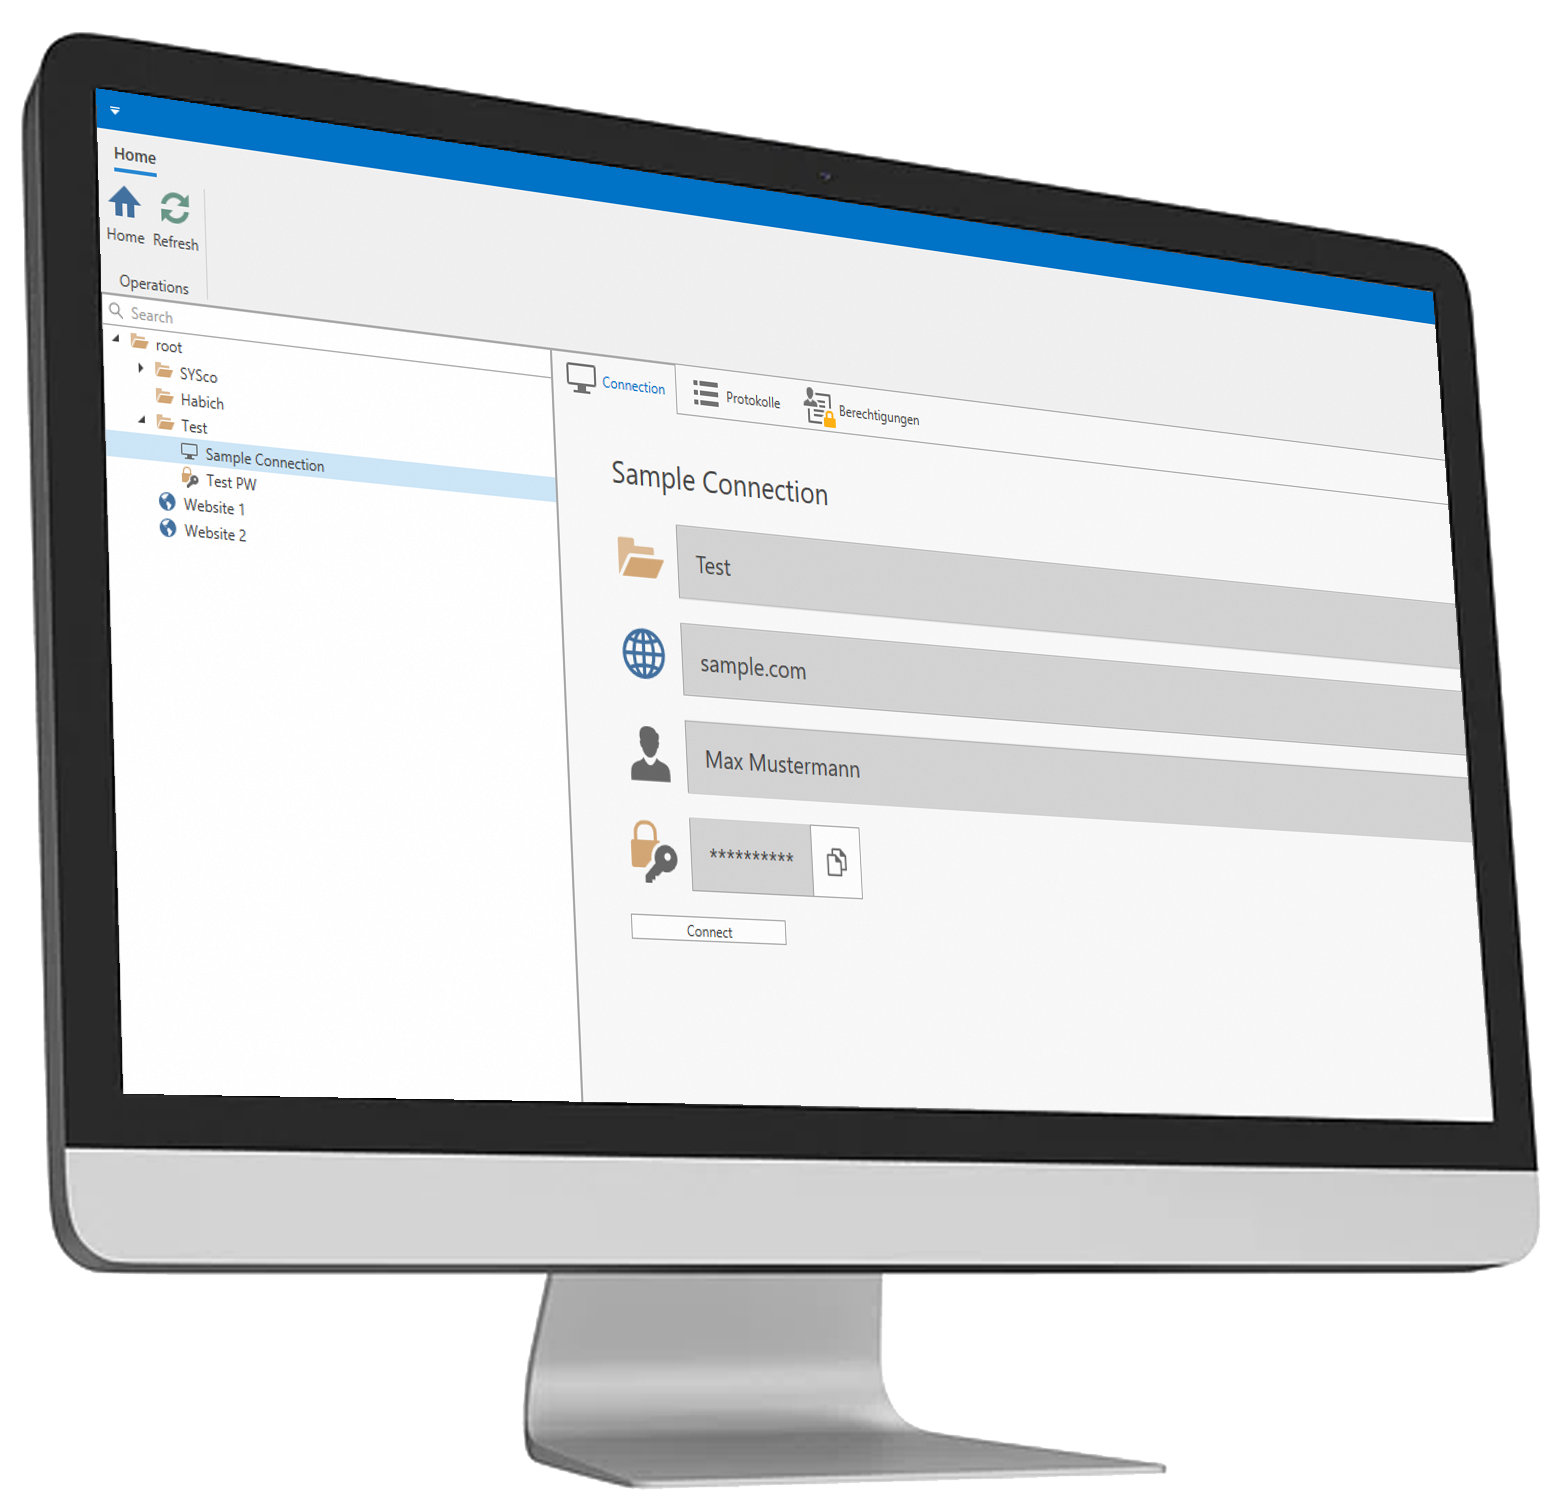 Home
Home Refresh
Operations
Search
root
SYSco
Habich
Test
Sample Connection
Test PW
Website 1
Website 2
Connection Protokolle Berechtigungen
Sample Connection
Test
sample.com
Max Mustermann
**********
Connect